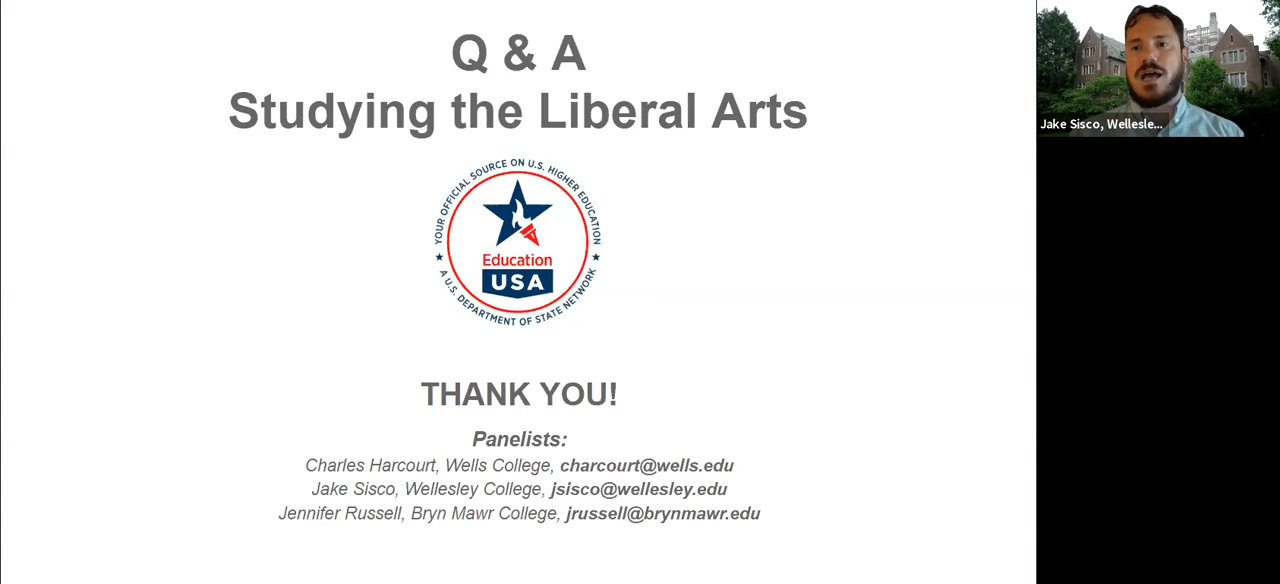 Q & A
Studying the Liberal Arts
YOUR OFFICIAL SOURCE ON U.S. HIGHER EDUCATION
Education
USA
A U.S. DEPARTMENT OF STATE NETWORK
THANK YOU!
Panelists:
Charles Harcourt, Wells College, charcourt@wells.edu
Jake Sisco, Wellesley College, jsisco@wellesley.edu
Jennifer Russell, Bryn Mawr College, jrussell@brynmawr.edu
Jake Sisco, Wellesle...